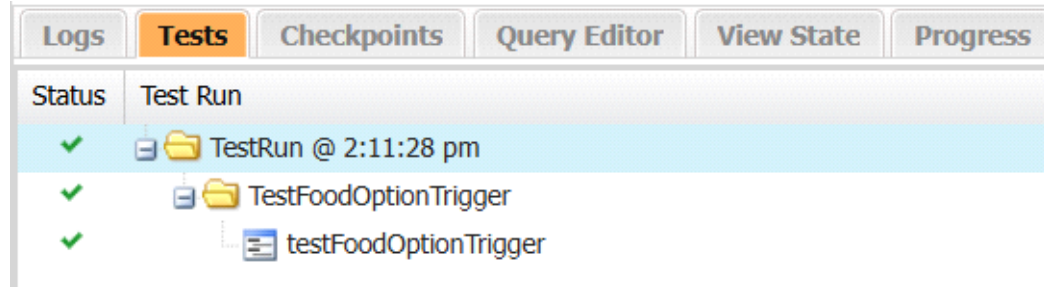 Logs Tests Checkpoints Query Editor View State Progress
Status Test Run
TestRun @ 2:11:28 pm
TestFoodOptionTrigger
testFoodOptionTrigger